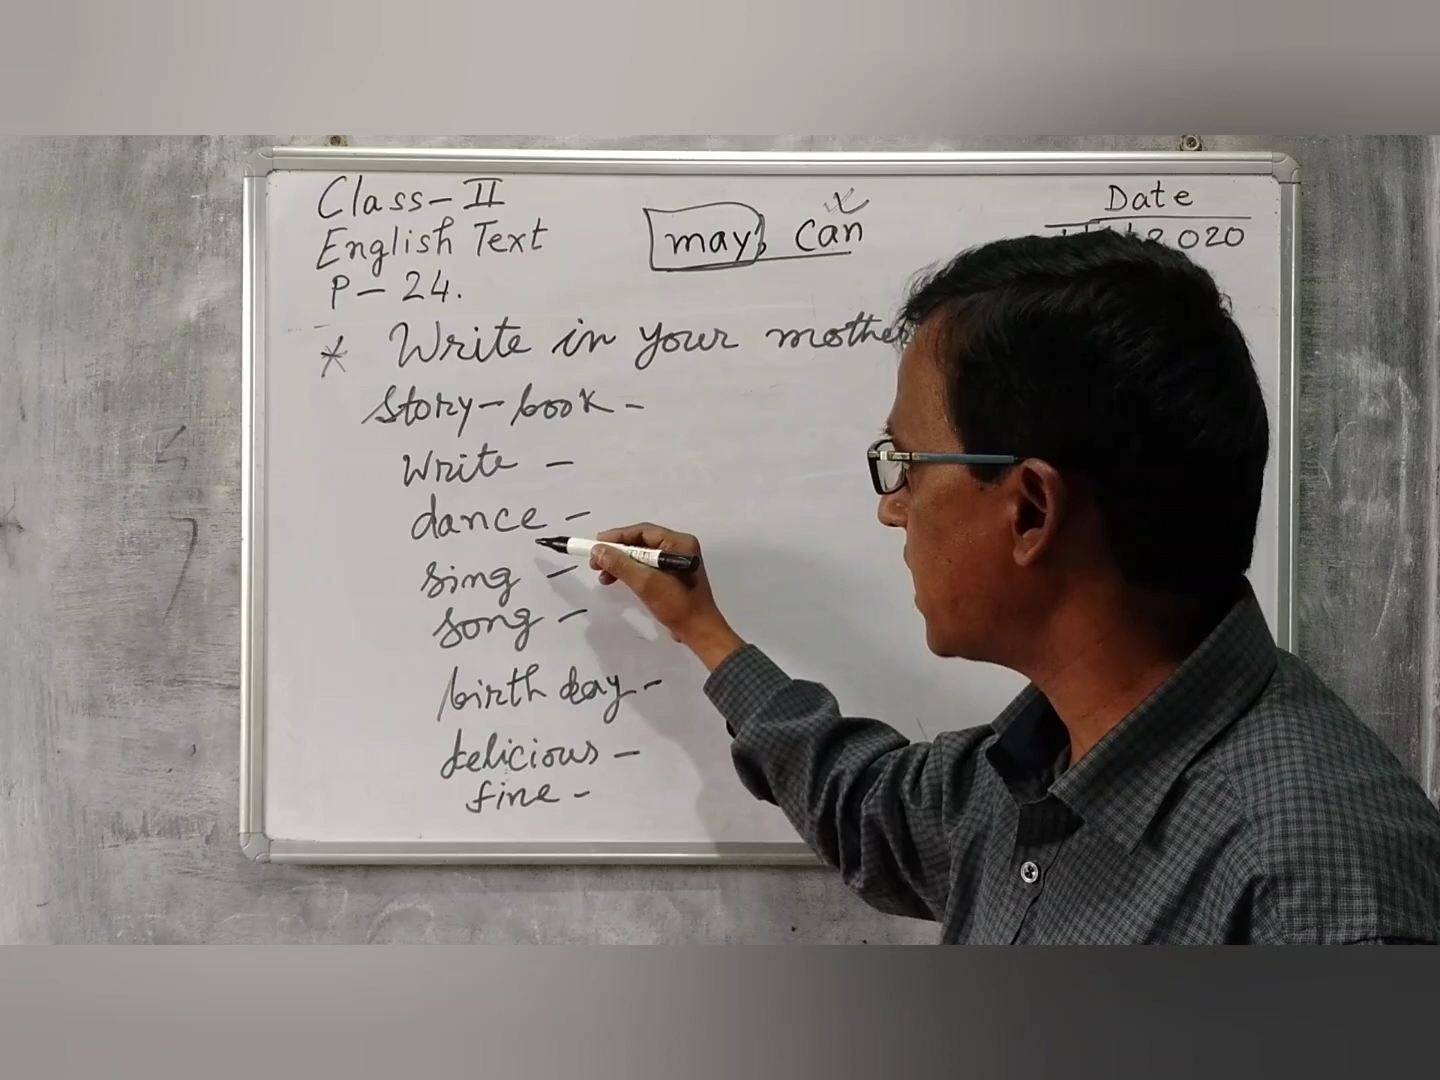 Class-II
English Text
P-24.
may, Can
Date
2020
* Write in your mother
story-book -
write -
dance -
sing -
song -
birth day -
delicious -
fine -